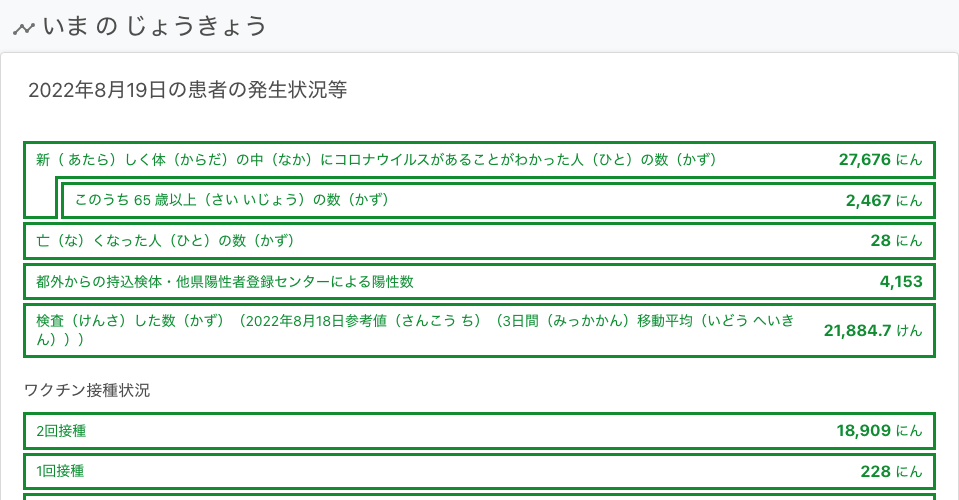 いま の じょうきょう
2022年8月19日の患者の発生状況等
新（ あたら）しく体（からだ）の中（なか）にコロナウイルスがあることがわかった人（ひと）の数（かず） 27,676 にん
このうち 65 歳以上（さい いじょう）の数（かず） 2,467 にん
亡（な）くなった人（ひと）の数（かず） 28 にん
都外からの持込検体・他県陽性者登録センターによる陽性数 4,153
検査（けんさ）した数（かず）（2022年8月18日参考値（さんこう ち）（3日間（みっかかん）移動平均（いどう へいき
ん））） 21,884.7 けん
ワクチン接種状況
2回接種 18,909 にん
1回接種 228 にん